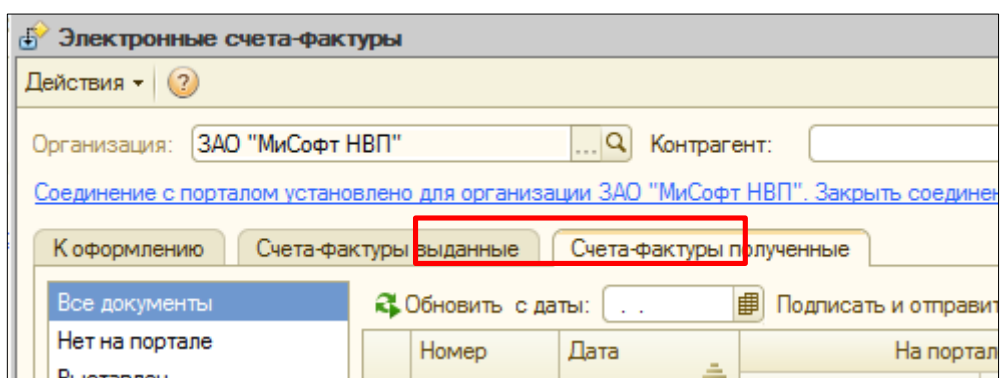 Электронные счета-фактуры
Действия ?
Организация: ЗАО "МиСофт НВП" ... Контрагент:
Соединение с порталом установлено для организации ЗАО "МиСофт НВП". Закрыть соединен
К оформлению Счета-фактуры выданные Счета-фактуры полученные
Все документы Обновить с даты: . . Подписать и отправит
Нет на портале Номер Дата На портал